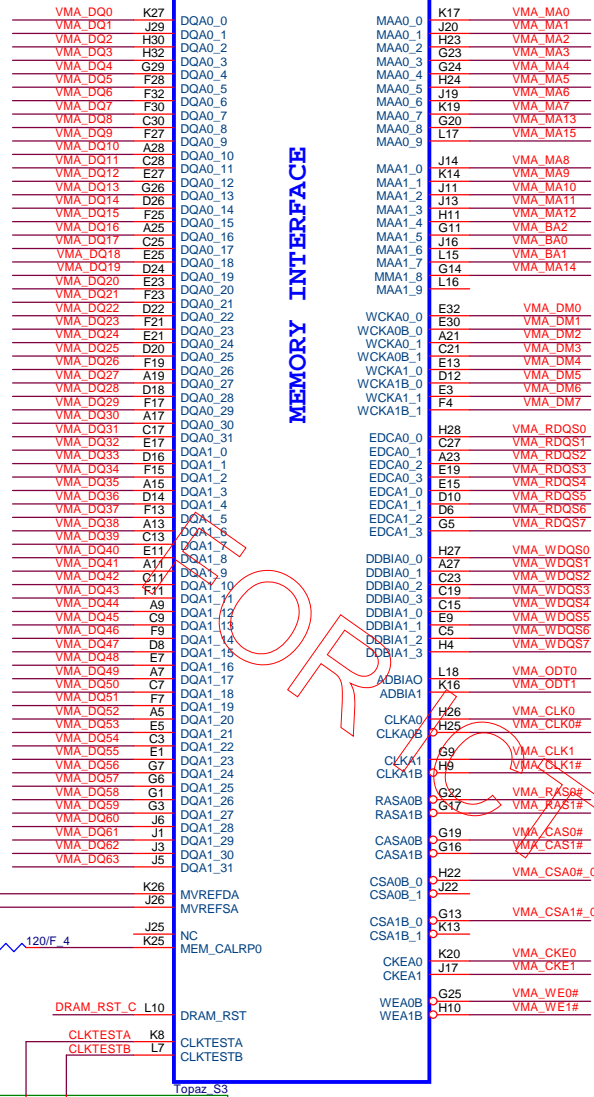 VMA_DQ0 K27 DQA0_0
VMA_DQ1 J29 DQA0_1
VMA_DQ2 H30 DQA0_2
VMA_DQ3 H32 DQA0_3
VMA_DQ4 G29 DQA0_4
VMA_DQ5 F28 DQA0_5
VMA_DQ6 F32 DQA0_6
VMA_DQ7 F30 DQA0_7
VMA_DQ8 C30 DQA0_8
VMA_DQ9 F27 DQA0_9
VMA_DQ10 A28 DQA0_10
VMA_DQ11 C28 DQA0_11
VMA_DQ12 E27 DQA0_12
VMA_DQ13 G26 DQA0_13
VMA_DQ14 D26 DQA0_14
VMA_DQ15 F25 DQA0_15
VMA_DQ16 A25 DQA0_16
VMA_DQ17 C25 DQA0_17
VMA_DQ18 E25 DQA0_18
VMA_DQ19 D24 DQA0_19
VMA_DQ20 E23 DQA0_20
VMA_DQ21 F23 DQA0_21
VMA_DQ22 D22 DQA0_22
VMA_DQ23 F21 DQA0_23
VMA_DQ24 E21 DQA0_24
VMA_DQ25 D20 DQA0_25
VMA_DQ26 F19 DQA0_26
VMA_DQ27 A19 DQA0_27
VMA_DQ28 D18 DQA0_28
VMA_DQ29 F17 DQA0_29
VMA_DQ30 A17 DQA0_30
VMA_DQ31 C17 DQA0_31
VMA_DQ32 E17 DQA1_0
VMA_DQ33 D16 DQA1_1
VMA_DQ34 F15 DQA1_2
VMA_DQ35 A15 DQA1_3
VMA_DQ36 D14 DQA1_4
VMA_DQ37 F13 DQA1_5
VMA_DQ38 A13 DQA1_6
VMA_DQ39 C13 DQA1_7
VMA_DQ40 E11 DQA1_8
VMA_DQ41 A11 DQA1_9
VMA_DQ42 C11 DQA1_10
VMA_DQ43 F11 DQA1_11
VMA_DQ44 A9 DQA1_12
VMA_DQ45 C9 DQA1_13
VMA_DQ46 F9 DQA1_14
VMA_DQ47 D8 DQA1_15
VMA_DQ48 E7 DQA1_16
VMA_DQ49 A7 DQA1_17
VMA_DQ50 C7 DQA1_18
VMA_DQ51 F7 DQA1_19
VMA_DQ52 A5 DQA1_20
VMA_DQ53 E5 DQA1_21
VMA_DQ54 C3 DQA1_22
VMA_DQ55 E1 DQA1_23
VMA_DQ56 G7 DQA1_24
VMA_DQ57 G6 DQA1_25
VMA_DQ58 G1 DQA1_26
VMA_DQ59 G3 DQA1_27
VMA_DQ60 J6 DQA1_28
VMA_DQ61 J1 DQA1_29
VMA_DQ62 J3 DQA1_30
VMA_DQ63 J5 DQA1_31
K26 MVREFDA
J26 MVREFSA
J25 NC
120/F_4 K25 MEM_CALRP0
DRAM_RST_C L10 DRAM_RST
CLKTESTA K8 CLKTESTA
CLKTESTB L7 CLKTESTB
Topaz_S3
MEMORY INTERFACE
MAA0_0 K17 VMA_MA0
MAA0_1 J20 VMA_MA1
MAA0_2 H23 VMA_MA2
MAA0_3 G23 VMA_MA3
MAA0_4 G24 VMA_MA4
MAA0_5 H24 VMA_MA5
MAA0_6 J19 VMA_MA6
MAA0_7 K19 VMA_MA7
MAA0_8 G20 VMA_MA13
MAA0_9 L17 VMA_MA15
MAA1_0 J14 VMA_MA8
MAA1_1 K14 VMA_MA9
MAA1_2 J11 VMA_MA10
MAA1_3 J13 VMA_MA11
MAA1_4 H11 VMA_MA12
MAA1_5 G11 VMA_BA2
MAA1_6 J16 VMA_BA0
MAA1_7 L15 VMA_BA1
MMA1_8 G14 VMA_MA14
MAA1_9 L16
WCKA0_0 E32 VMA_DM0
WCKA0B_0 E30 VMA_DM1
WCKA0_1 A21 VMA_DM2
WCKA0B_1 C21 VMA_DM3
WCKA1_0 E13 VMA_DM4
WCKA1B_0 D12 VMA_DM5
WCKA1_1 E3 VMA_DM6
WCKA1B_1 F4 VMA_DM7
EDCA0_0 H28 VMA_RDQS0
EDCA0_1 C27 VMA_RDQS1
EDCA0_2 A23 VMA_RDQS2
EDCA0_3 E19 VMA_RDQS3
EDCA1_0 E15 VMA_RDQS4
EDCA1_1 D10 VMA_RDQS5
EDCA1_2 D6 VMA_RDQS6
EDCA1_3 G5 VMA_RDQS7
DDBIA0_0 H27 VMA_WDQS0
DDBIA0_1 A27 VMA_WDQS1
DDBIA0_2 C23 VMA_WDQS2
DDBIA0_3 C19 VMA_WDQS3
DDBIA1_0 C15 VMA_WDQS4
DDBIA1_1 E9 VMA_WDQS5
DDBIA1_2 C5 VMA_WDQS6
DDBIA1_3 H4 VMA_WDQS7
ADBIAO L18 VMA_ODT0
ADBIA1 K16 VMA_ODT1
CLKA0 H26 VMA_CLK0
CLKA0B H25 VMA_CLK0#
CLKA1 G9 VMA_CLK1
CLKA1B H9 VMA_CLK1#
RASA0B G22 VMA_RAS0#
RASA1B G17 VMA_RAS1#
CASA0B G19 VMA_CAS0#
CASA1B G16 VMA_CAS1#
CSA0B_0 H22 VMA_CSA0#_0
CSA0B_1 J22
CSA1B_0 G13 VMA_CSA1#_0
CSA1B_1 K13
CKEA0 K20 VMA_CKE0
CKEA1 J17 VMA_CKE1
WEA0B G25 VMA_WE0#
WEA1B H10 VMA_WE1#
FOR